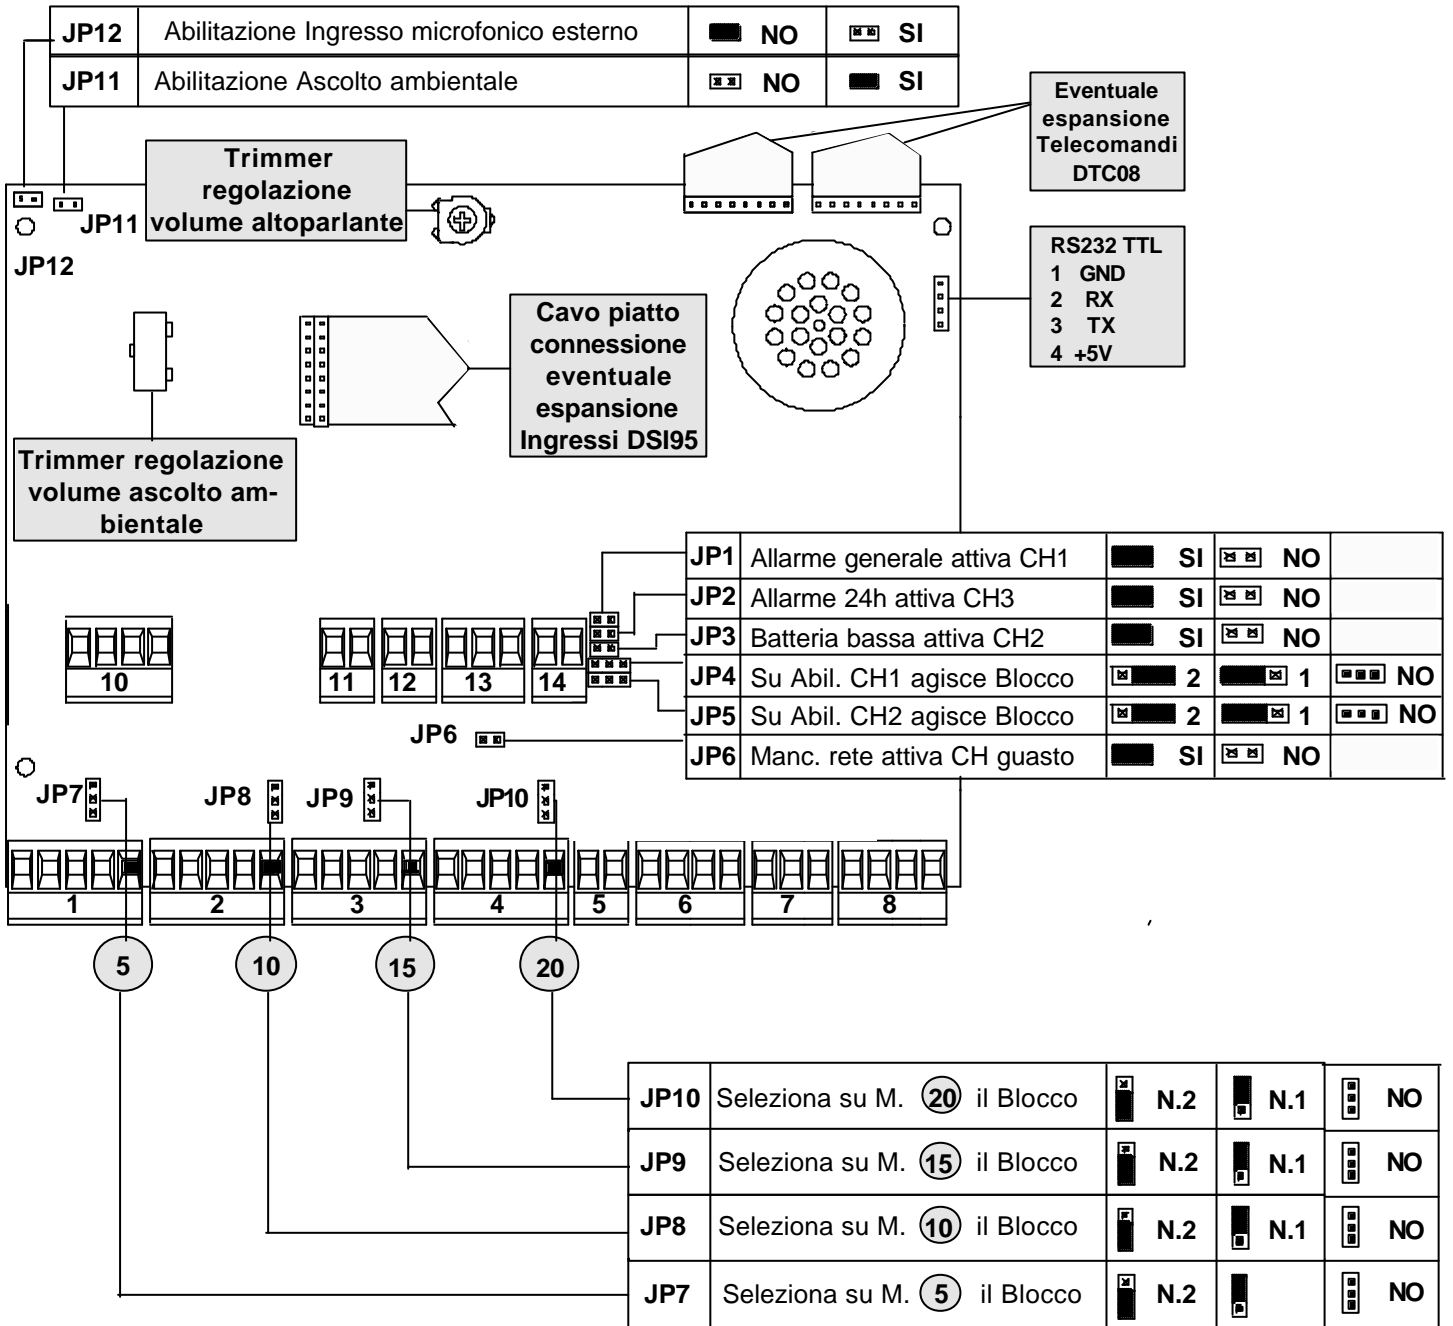 JP12 Abilitazione Ingresso microfonico esterno NO SI
JP11 Abilitazione Ascolto ambientale NO SI
Eventuale
espansione
Telecomandi
DTC08
Trimmer
regolazione
volume altoparlante
JP11
JP12
RS232 TTL
1 GND
2 RX
3 TX
4 +5V
Cavo piatto
connessione
eventuale
espansione
Ingressi DSI95
Trimmer regolazione
volume ascolto am-
bientale
JP1 Allarme generale attiva CH1 SI NO
JP2 Allarme 24h attiva CH3 SI NO
JP3 Batteria bassa attiva CH2 SI NO
JP4 Su Abil. CH1 agisce Blocco 2 1 NO
JP5 Su Abil. CH2 agisce Blocco 2 1 NO
JP6 Manc. rete attiva CH guasto SI NO
10 11 12 13 14
JP6
JP7 JP8 JP9 JP10
1 2 3 4 5 6 7 8
5 10 15 20
JP10 Seleziona su M. 20 il Blocco N.2 N.1 NO
JP9 Seleziona su M. 15 il Blocco N.2 N.1 NO
JP8 Seleziona su M. 10 il Blocco N.2 N.1 NO
JP7 Seleziona su M. 5 il Blocco N.2 NO